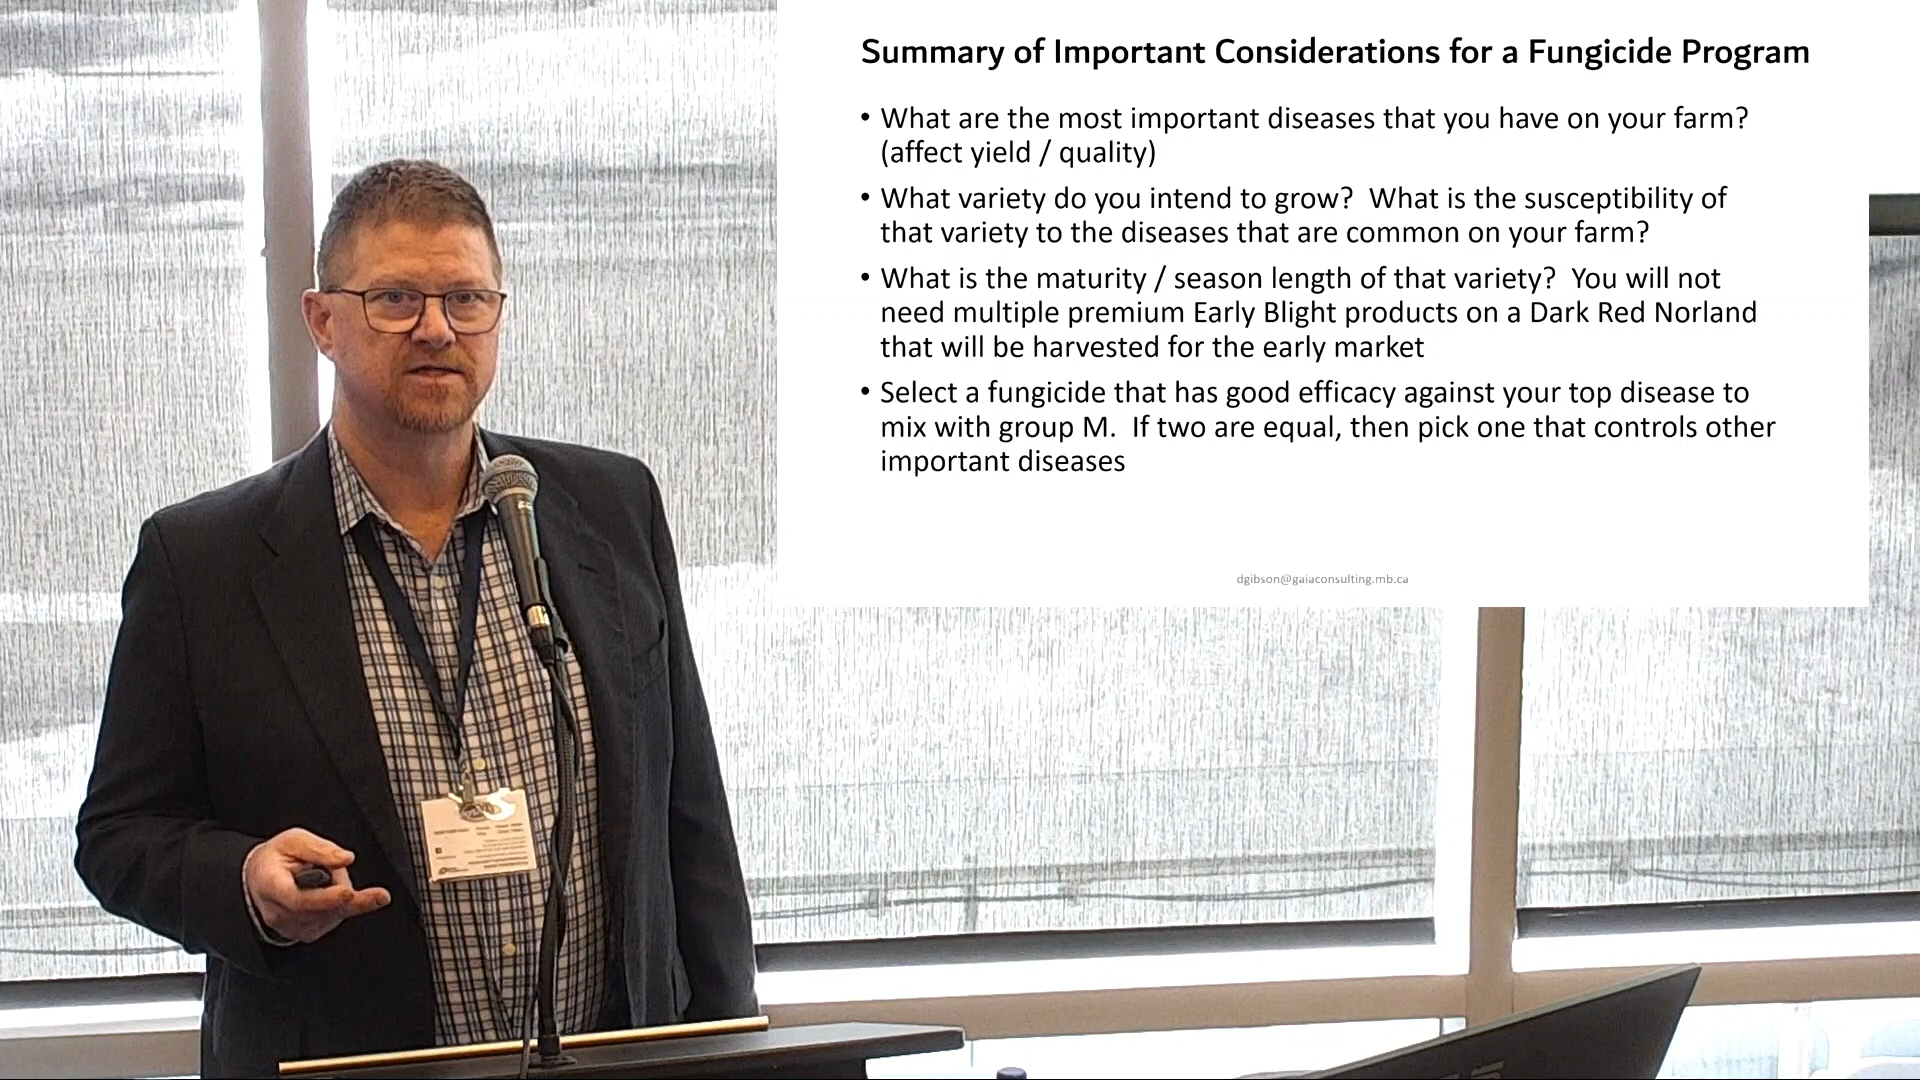 Summary of Important Considerations for a Fungicide Program
• What are the most important diseases that you have on your farm?
(affect yield / quality)
• What variety do you intend to grow?  What is the susceptibility of
that variety to the diseases that are common on your farm?
• What is the maturity / season length of that variety?  You will not
need multiple premium Early Blight products on a Dark Red Norland
that will be harvested for the early market
• Select a fungicide that has good efficacy against your top disease to
mix with group M.  If two are equal, then pick one that controls other
important diseases
dgibson@gaiaconsulting.mb.ca